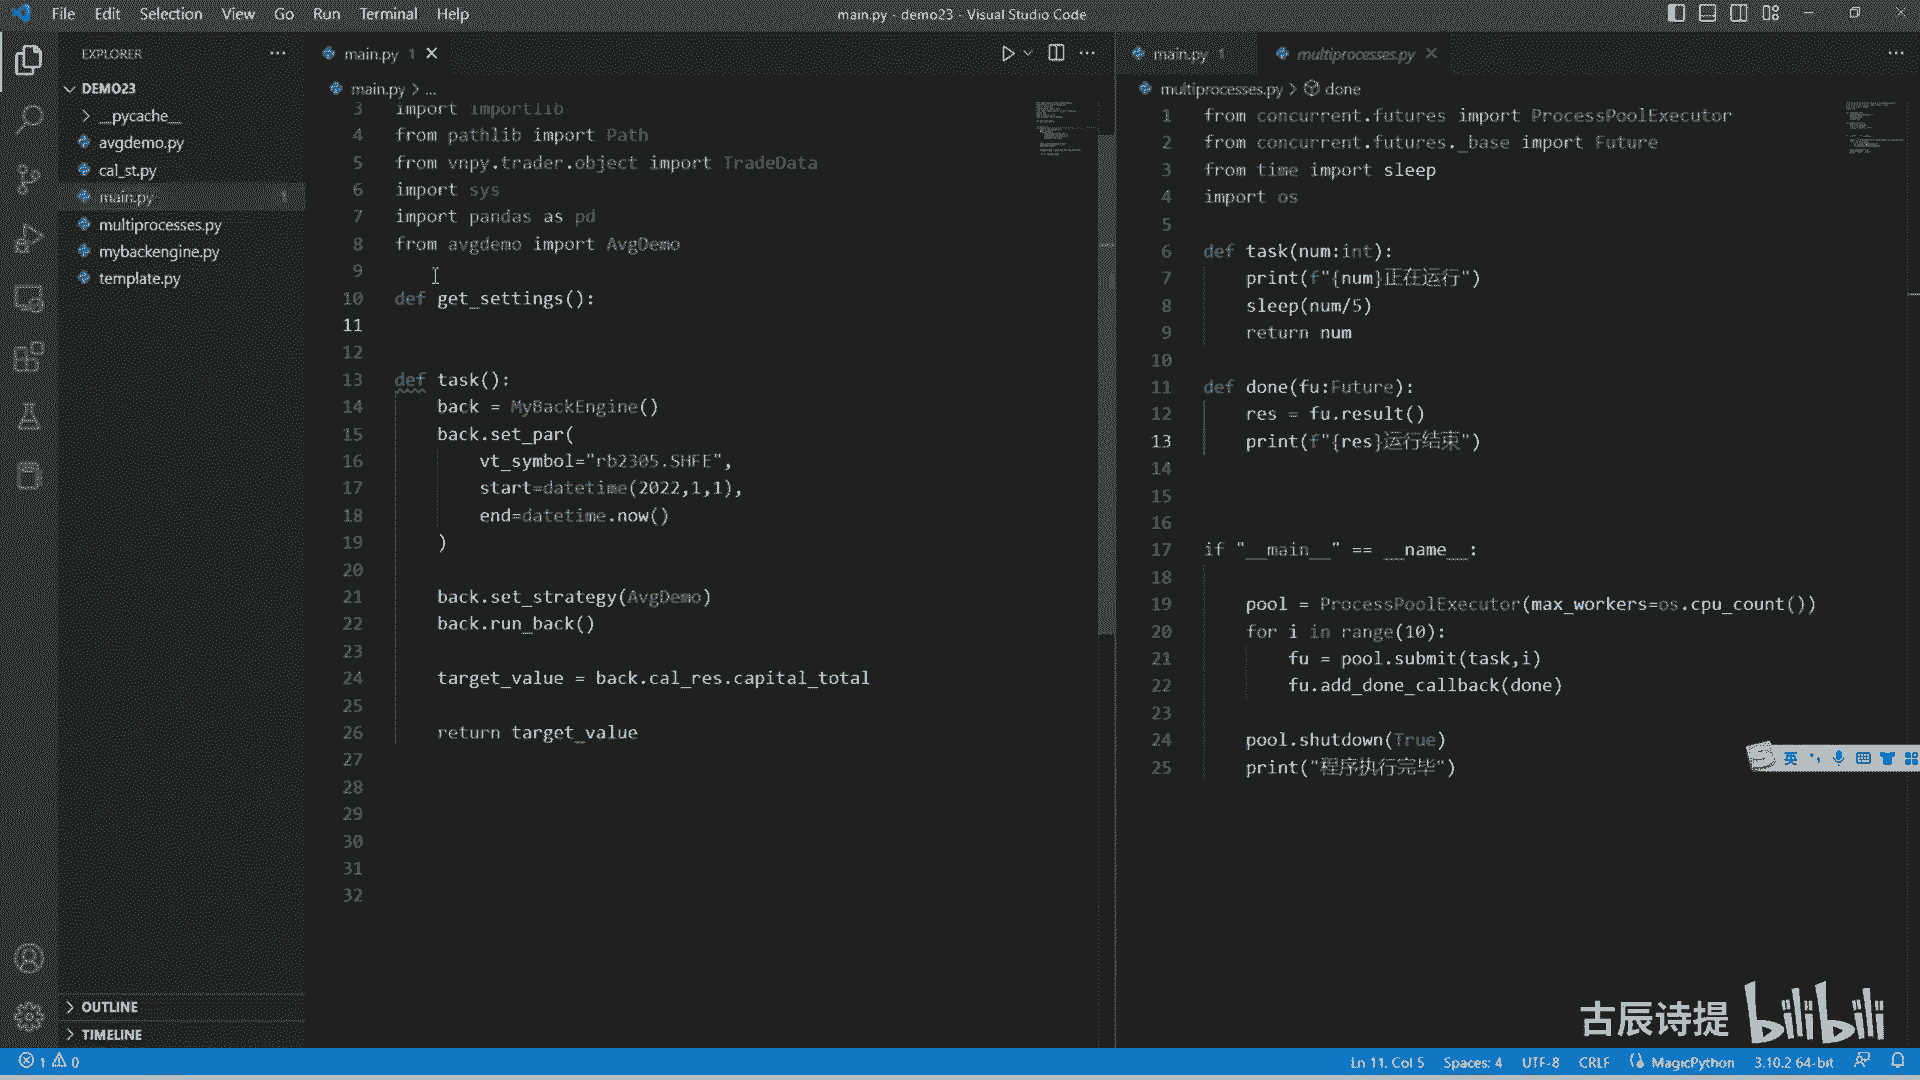 File Edit Selection View Go Run Terminal Help
main.py - demo23 - Visual Studio Code
EXPLORER
DEMO23
__pycache__
avgdemo.py
cal_st.py
main.py 1
multiprocesses.py
mybackengine.py
template.py
OUTLINE
TIMELINE
main.py 1
main.py > ...
3 import importlib
4 from pathlib import Path
5 from vnpy.trader.object import TradeData
6 import sys
7 import pandas as pd
8 from avgdemo import AvgDemo
9
10 def get_settings():
11
12
13 def task():
14 back = MyBackEngine()
15 back.set_par(
16 vt_symbol="rb2305.SHFE",
17 start=datetime(2022,1,1),
18 end=datetime.now()
19 )
20
21 back.set_strategy(AvgDemo)
22 back.run_back()
23
24 target_value = back.cal_res.capital_total
25
26 return target_value
27
28
29
30
31
32
main.py 1 multiprocesses.py
multiprocesses.py > done
1 from concurrent.futures import ProcessPoolExecutor
2 from concurrent.futures._base import Future
3 from time import sleep
4 import os
5
6 def task(num:int):
7 print(f"{num}正在运行")
8 sleep(num/5)
9 return num
10
11 def done(fu:Future):
12 res = fu.result()
13 print(f"{res}运行结束")
14
15
16
17 if "__main__" == __name__:
18
19 pool = ProcessPoolExecutor(max_workers=os.cpu_count())
20 for i in range(10):
21 fu = pool.submit(task,i)
22 fu.add_done_callback(done)
23
24 pool.shutdown(True)
25 print("程序执行完毕")
英
古辰诗提 bilibili
1 0
Ln 11, Col 5 Spaces: 4 UTF-8 CRLF MagicPython 3.10.2 64-bit